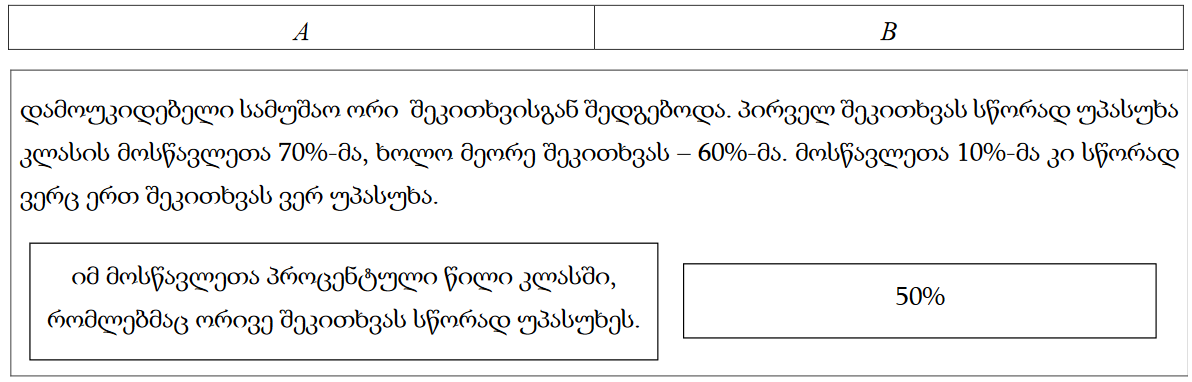 A B
დამოუკიდებელი სამუშაო ორი შეკითხვისგან შედგებოდა. პირველ შეკითხვას სწორად უპასუხა
კლასის მოსწავლეთა 70%-მა, ხოლო მეორე შეკითხვას – 60%-მა. მოსწავლეთა 10%-მა კი სწორად
ვერც ერთ შეკითხვას ვერ უპასუხა.
იმ მოსწავლეთა პროცენტული წილი კლასში,
რომლებმაც ორივე შეკითხვას სწორად უპასუხეს.
50%